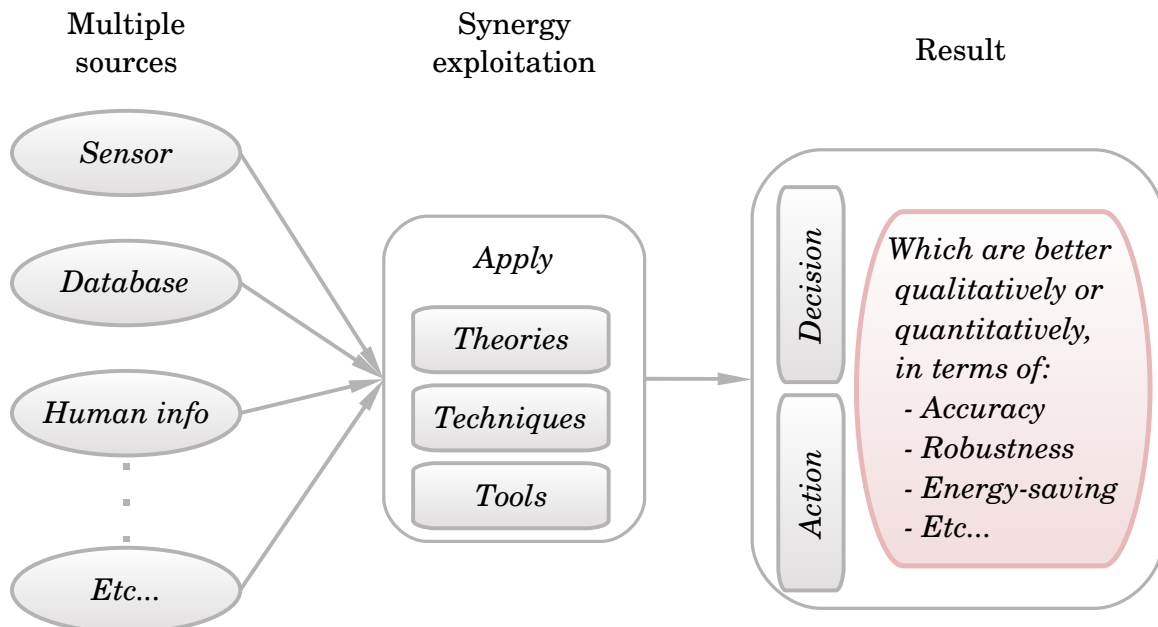 Multiple
sources
Synergy
exploitation
Result
Sensor
Database
Human info
Etc...
Apply
Theories
Techniques
Tools
Decision
Action
Which are better
qualitatively or
quantitatively,
in terms of:
- Accuracy
- Robustness
- Energy-saving
- Etc...